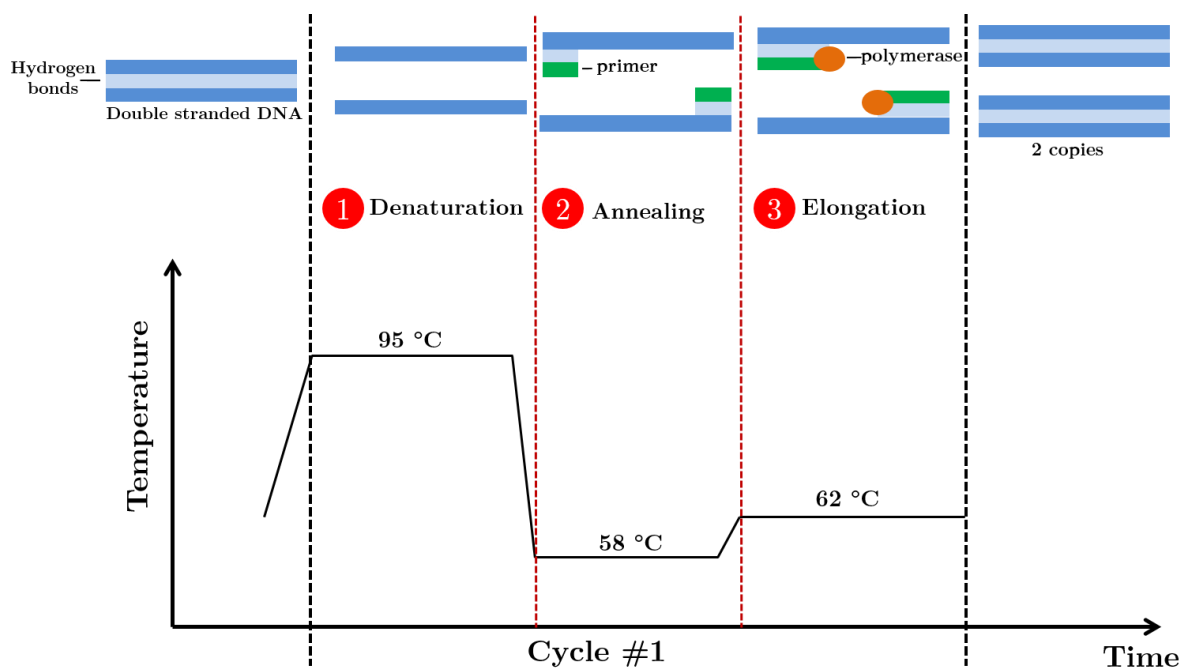 Hydrogen
bonds
Double stranded DNA
primer
polymerase
2 copies
1 Denaturation
2 Annealing
3 Elongation
Temperature
95 °C
58 °C
62 °C
Cycle #1
Time